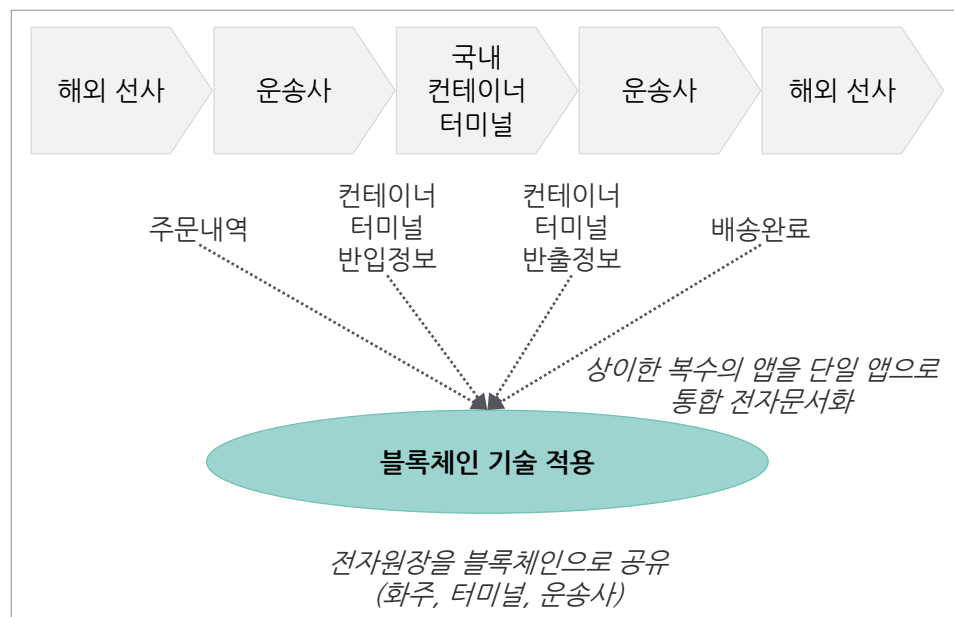 해외 선사
운송사
국내
컨테이너
터미널
운송사
해외 선사
주문내역
컨테이너
터미널
반입정보
컨테이너
터미널
반출정보
배송완료
상이한 복수의 앱을 단일 앱으로
통합 전자문서화
블록체인 기술 적용
전자원장을 블록체인으로 공유
(화주, 터미널, 운송사)